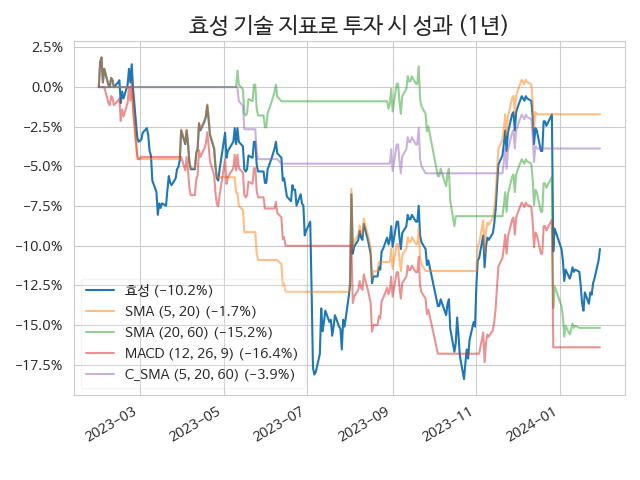 효성 기술 지표로 투자 시 성과 (1년)
2.5%
0.0%
−2.5%
−5.0%
−7.5%
−10.0%
−12.5%
−15.0%
−17.5%
효성 (−10.2%)
SMA (5, 20) (−1.7%)
SMA (20, 60) (−15.2%)
MACD (12, 26, 9) (−16.4%)
C_SMA (5, 20, 60) (−3.9%)
2023−03
2023−05
2023−07
2023−09
2023−11
2024−01